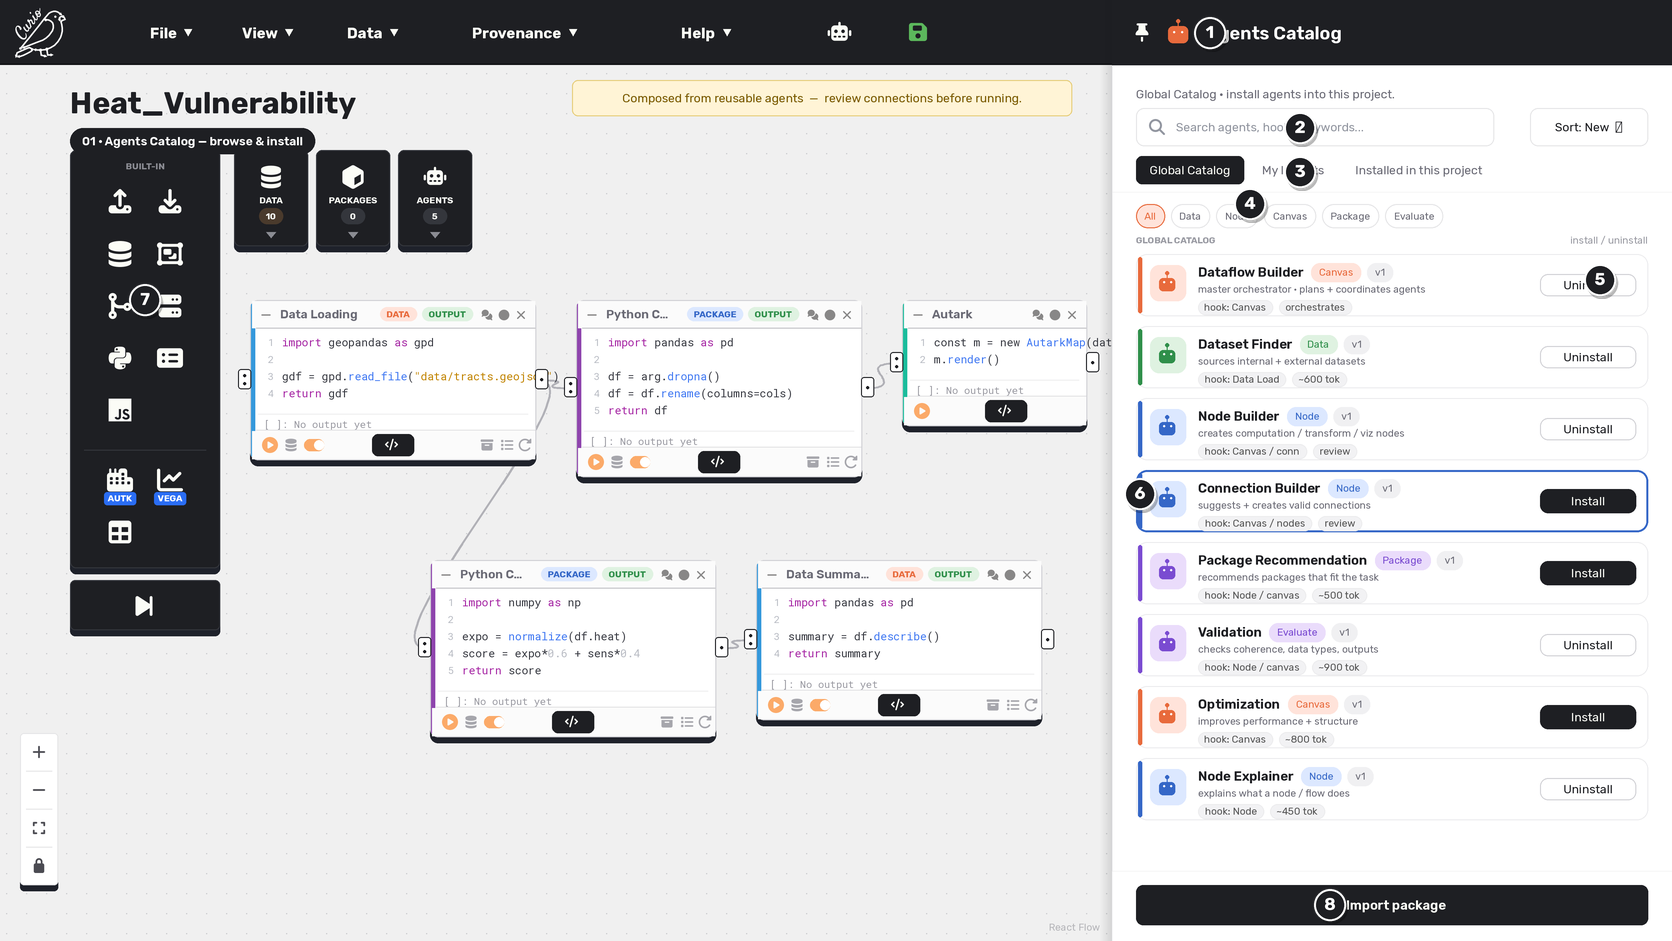 Curio
File ▼
View ▼
Data ▼
Provenance ▼
Help ▼
1
ents Catalog
Heat_Vulnerability
Composed from reusable agents — review connections before running.
01 • Agents Catalog — browse & install
BUILT-IN
7
JS
AUTK
VEGA
DATA
10
PACKAGES
0
AGENTS
5
Data Loading
DATA
OUTPUT
1 import geopandas as gpd
2
3 gdf = gpd.read_file("data/tracts.geojs
4 return gdf
[ ]: No output yet
</>
Python C...
PACKAGE
OUTPUT
1 import pandas as pd
2
3 df = arg.dropna()
4 df = df.rename(columns=cols)
5 return df
[ ]: No output yet
</>
Autark
1 const m = new AutarkMap(dat
2 m.render()
[ ]: No output yet
</>
Python C...
PACKAGE
OUTPUT
1 import numpy as np
2
3 expo = normalize(df.heat)
4 score = expo*0.6 + sens*0.4
5 return score
[ ]: No output yet
</>
Data Summa...
DATA
OUTPUT
1 import pandas as pd
2
3 summary = df.describe()
4 return summary
[ ]: No output yet
</>
React Flow
Global Catalog • install agents into this project.
Search agents, hoo
2
ywords...
Sort: New
Global Catalog
My
3
Installed in this project
4
All
Data
Canvas
Package
Evaluate
GLOBAL CATALOG
install / uninstall
Dataflow Builder
Canvas
v1
master orchestrator • plans + coordinates agents
hook: Canvas
orchestrates
5
Dataset Finder
Data
v1
sources internal + external datasets
hook: Data Load
~600 tok
Uninstall
Node Builder
Node
v1
creates computation / transform / viz nodes
hook: Canvas / conn
review
Uninstall
6
Connection Builder
Node
v1
suggests + creates valid connections
hook: Canvas / nodes
review
Install
Package Recommendation
Package
v1
recommends packages that fit the task
hook: Node / canvas
~500 tok
Install
Validation
Evaluate
v1
checks coherence, data types, outputs
hook: Node / canvas
~900 tok
Uninstall
Optimization
Canvas
v1
improves performance + structure
hook: Canvas
~800 tok
Install
Node Explainer
Node
v1
explains what a node / flow does
hook: Node
~450 tok
Uninstall
8
Import package